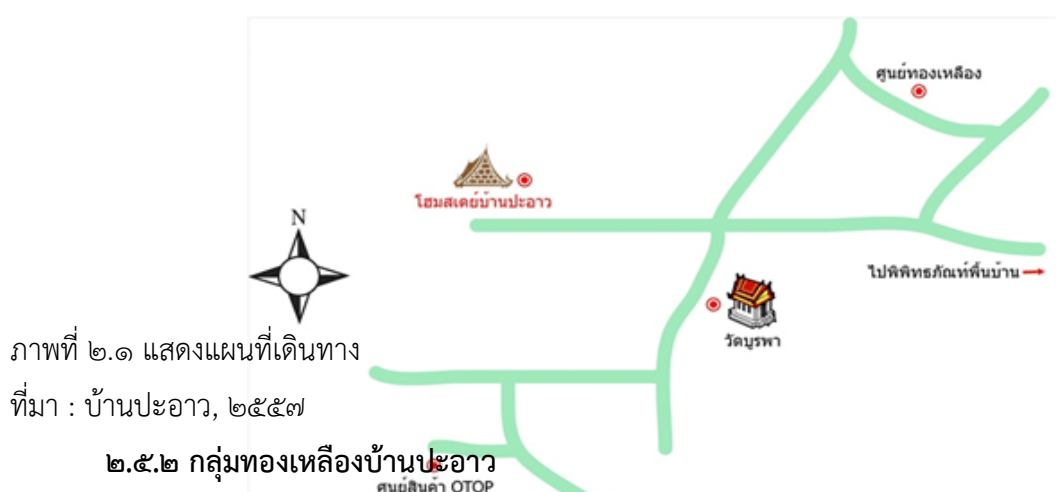 ศูนย์ทองเหลือง
โฮมสเตย์บ้านปะอาว
N
ไปพิพิทธภัณฑ์พื้นบ้าน
วัดบูรพา
ภาพที่ ๒.๑ แสดงแผนที่เดินทาง
ที่มา : บ้านปะอาว, ๒๕๕๗
๒.๕.๒ กลุ่มทองเหลืองบ้านปะอาว
ศูนย์สินค้า OTOP